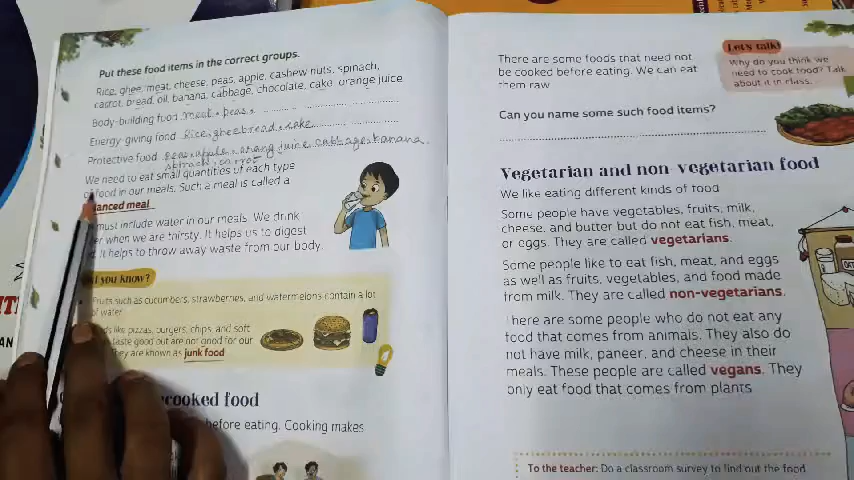 Put these food items in the correct groups.
Rice, ghee, meat, cheese, peas, apple, cashew nuts, spinach,
carrot, bread, oil, banana, cabbage, chocolate, cake, orange juice
Body-building food meat, peas,
Energy-giving food Rice, ghee bread, cake
Protective food peas, apple, orang juice cabbage, banana.
spinach, carrot
We need to eat small quantities of each type
of food in our meals. Such a meal is called a
anced meal
must include water in our meals. We drink
er when we are thirsty. It helps us to digest
It helps to throw away waste from our body.
you know?
Fruits such as cucumbers, strawberries, and watermelons contain a lot
of water
ds like pizzas, burgers, chips, and soft
taste good but are not good for our
hey are known as junk food
cooked food
before eating. Cooking makes
There are some foods that need not
be cooked before eating. We can eat
them raw
Let's talk!
Why do you think we
need to cook food? Talk
about it in class.
Can you name some such food items?
Vegetarian and non-vegetarian food
We like eating different kinds of food
Some people have vegetables, fruits, milk,
cheese, and butter but do not eat fish, meat,
or eggs. They are called vegetarians.
Some people like to eat fish, meat, and eggs
as well as fruits, vegetables, and food made
from milk. They are called non-vegetarians.
There are some people who do not eat any
food that comes from animals. They also do
not have milk, paneer, and cheese in their
meals. These people are called vegans. They
only eat food that comes from plants
To the teacher: Do a classroom survey to find out the food